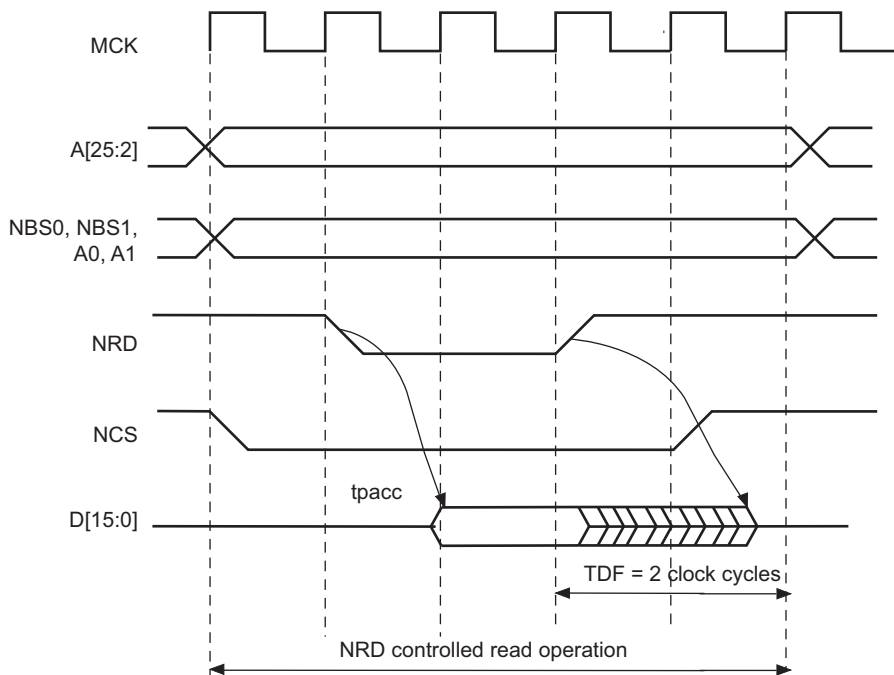 MCK
A[25:2]
NBS0, NBS1,
A0, A1
NRD
NCS
tpacc
D[15:0]
TDF = 2 clock cycles
NRD controlled read operation